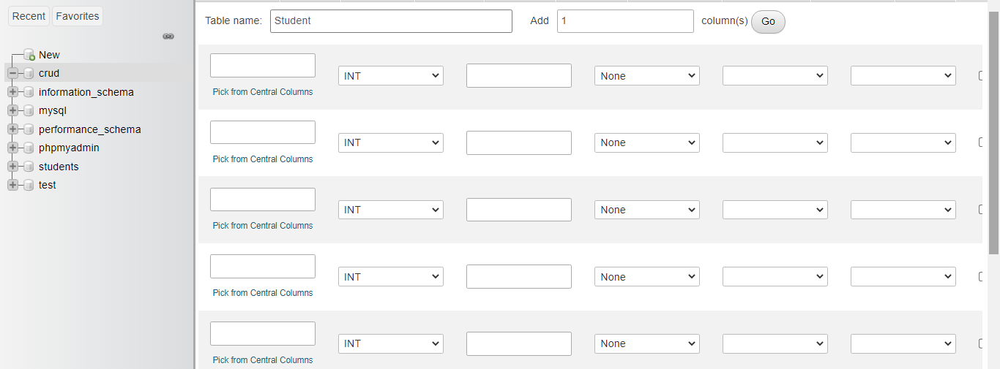 Recent Favorites
New
crud
information_schema
mysql
performance_schema
phpmyadmin
students
test
Table name: Student Add 1 column(s) Go
INT None
Pick from Central Columns
INT None
Pick from Central Columns
INT None
Pick from Central Columns
INT None
Pick from Central Columns
INT None
Pick from Central Columns